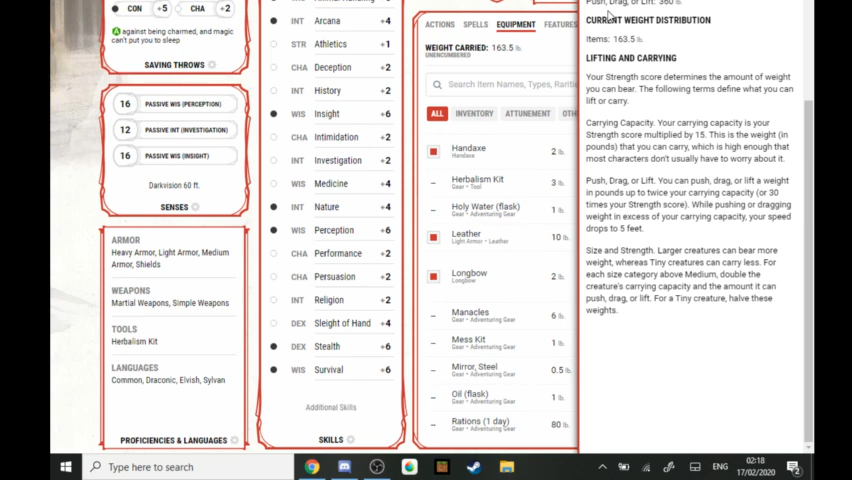 CON +5 CHA +2
against being charmed, and magic
can't put you to sleep
SAVING THROWS
16 PASSIVE WIS (PERCEPTION)
12 PASSIVE INT (INVESTIGATION)
16 PASSIVE WIS (INSIGHT)
Darkvision 60 ft.
SENSES
ARMOR
Heavy Armor, Light Armor, Medium
Armor, Shields
WEAPONS
Martial Weapons, Simple Weapons
TOOLS
Herbalism Kit
LANGUAGES
Common, Draconic, Elvish, Sylvan
PROFICIENCIES & LANGUAGES
INT Arcana +4
STR Athletics +1
CHA Deception +2
INT History +2
WIS Insight +6
CHA Intimidation +2
INT Investigation +2
WIS Medicine +4
INT Nature +4
WIS Perception +6
CHA Performance +2
CHA Persuasion +2
INT Religion +2
DEX Sleight of Hand +4
DEX Stealth +6
WIS Survival +6
Additional Skills
SKILLS
ACTIONS SPELLS EQUIPMENT FEATURES
WEIGHT CARRIED: 163.5 lb.
UNENCUMBERED
Search Item Names, Types, Rarities
ALL INVENTORY ATTUNEMENT OTH
Handaxe 2 lb.
Handaxe
Herbalism Kit 3 lb.
Gear • Tool
Holy Water (flask) 1 lb.
Gear • Adventuring Gear
Leather 10 lb.
Light Armor • Leather
Longbow 2 lb.
Longbow
Manacles 6 lb.
Gear • Adventuring Gear
Mess Kit 1 lb.
Gear • Adventuring Gear
Mirror, Steel 0.5 lb.
Gear • Adventuring Gear
Oil (flask) 1 lb.
Gear • Adventuring Gear
Rations (1 day) 80 lb.
Gear • Adventuring Gear
Push, Drag, or Lift: 360 lb.
CURRENT WEIGHT DISTRIBUTION
Items: 163.5 lb.
LIFTING AND CARRYING
Your Strength score determines the amount of weight
you can bear. The following terms define what you can
lift or carry.
Carrying Capacity. Your carrying capacity is your
Strength score multiplied by 15. This is the weight (in
pounds) that you can carry, which is high enough that
most characters don't usually have to worry about it.
Push, Drag, or Lift. You can push, drag, or lift a weight
in pounds up to twice your carrying capacity (or 30
times your Strength score). While pushing or dragging
weight in excess of your carrying capacity, your speed
drops to 5 feet.
Size and Strength. Larger creatures can bear more
weight, whereas Tiny creatures can carry less. For
each size category above Medium, double the
creature's carrying capacity and the amount it can
push, drag, or lift. For a Tiny creature, halve these
weights.
Type here to search
ENG
02:18
17/02/2020
2